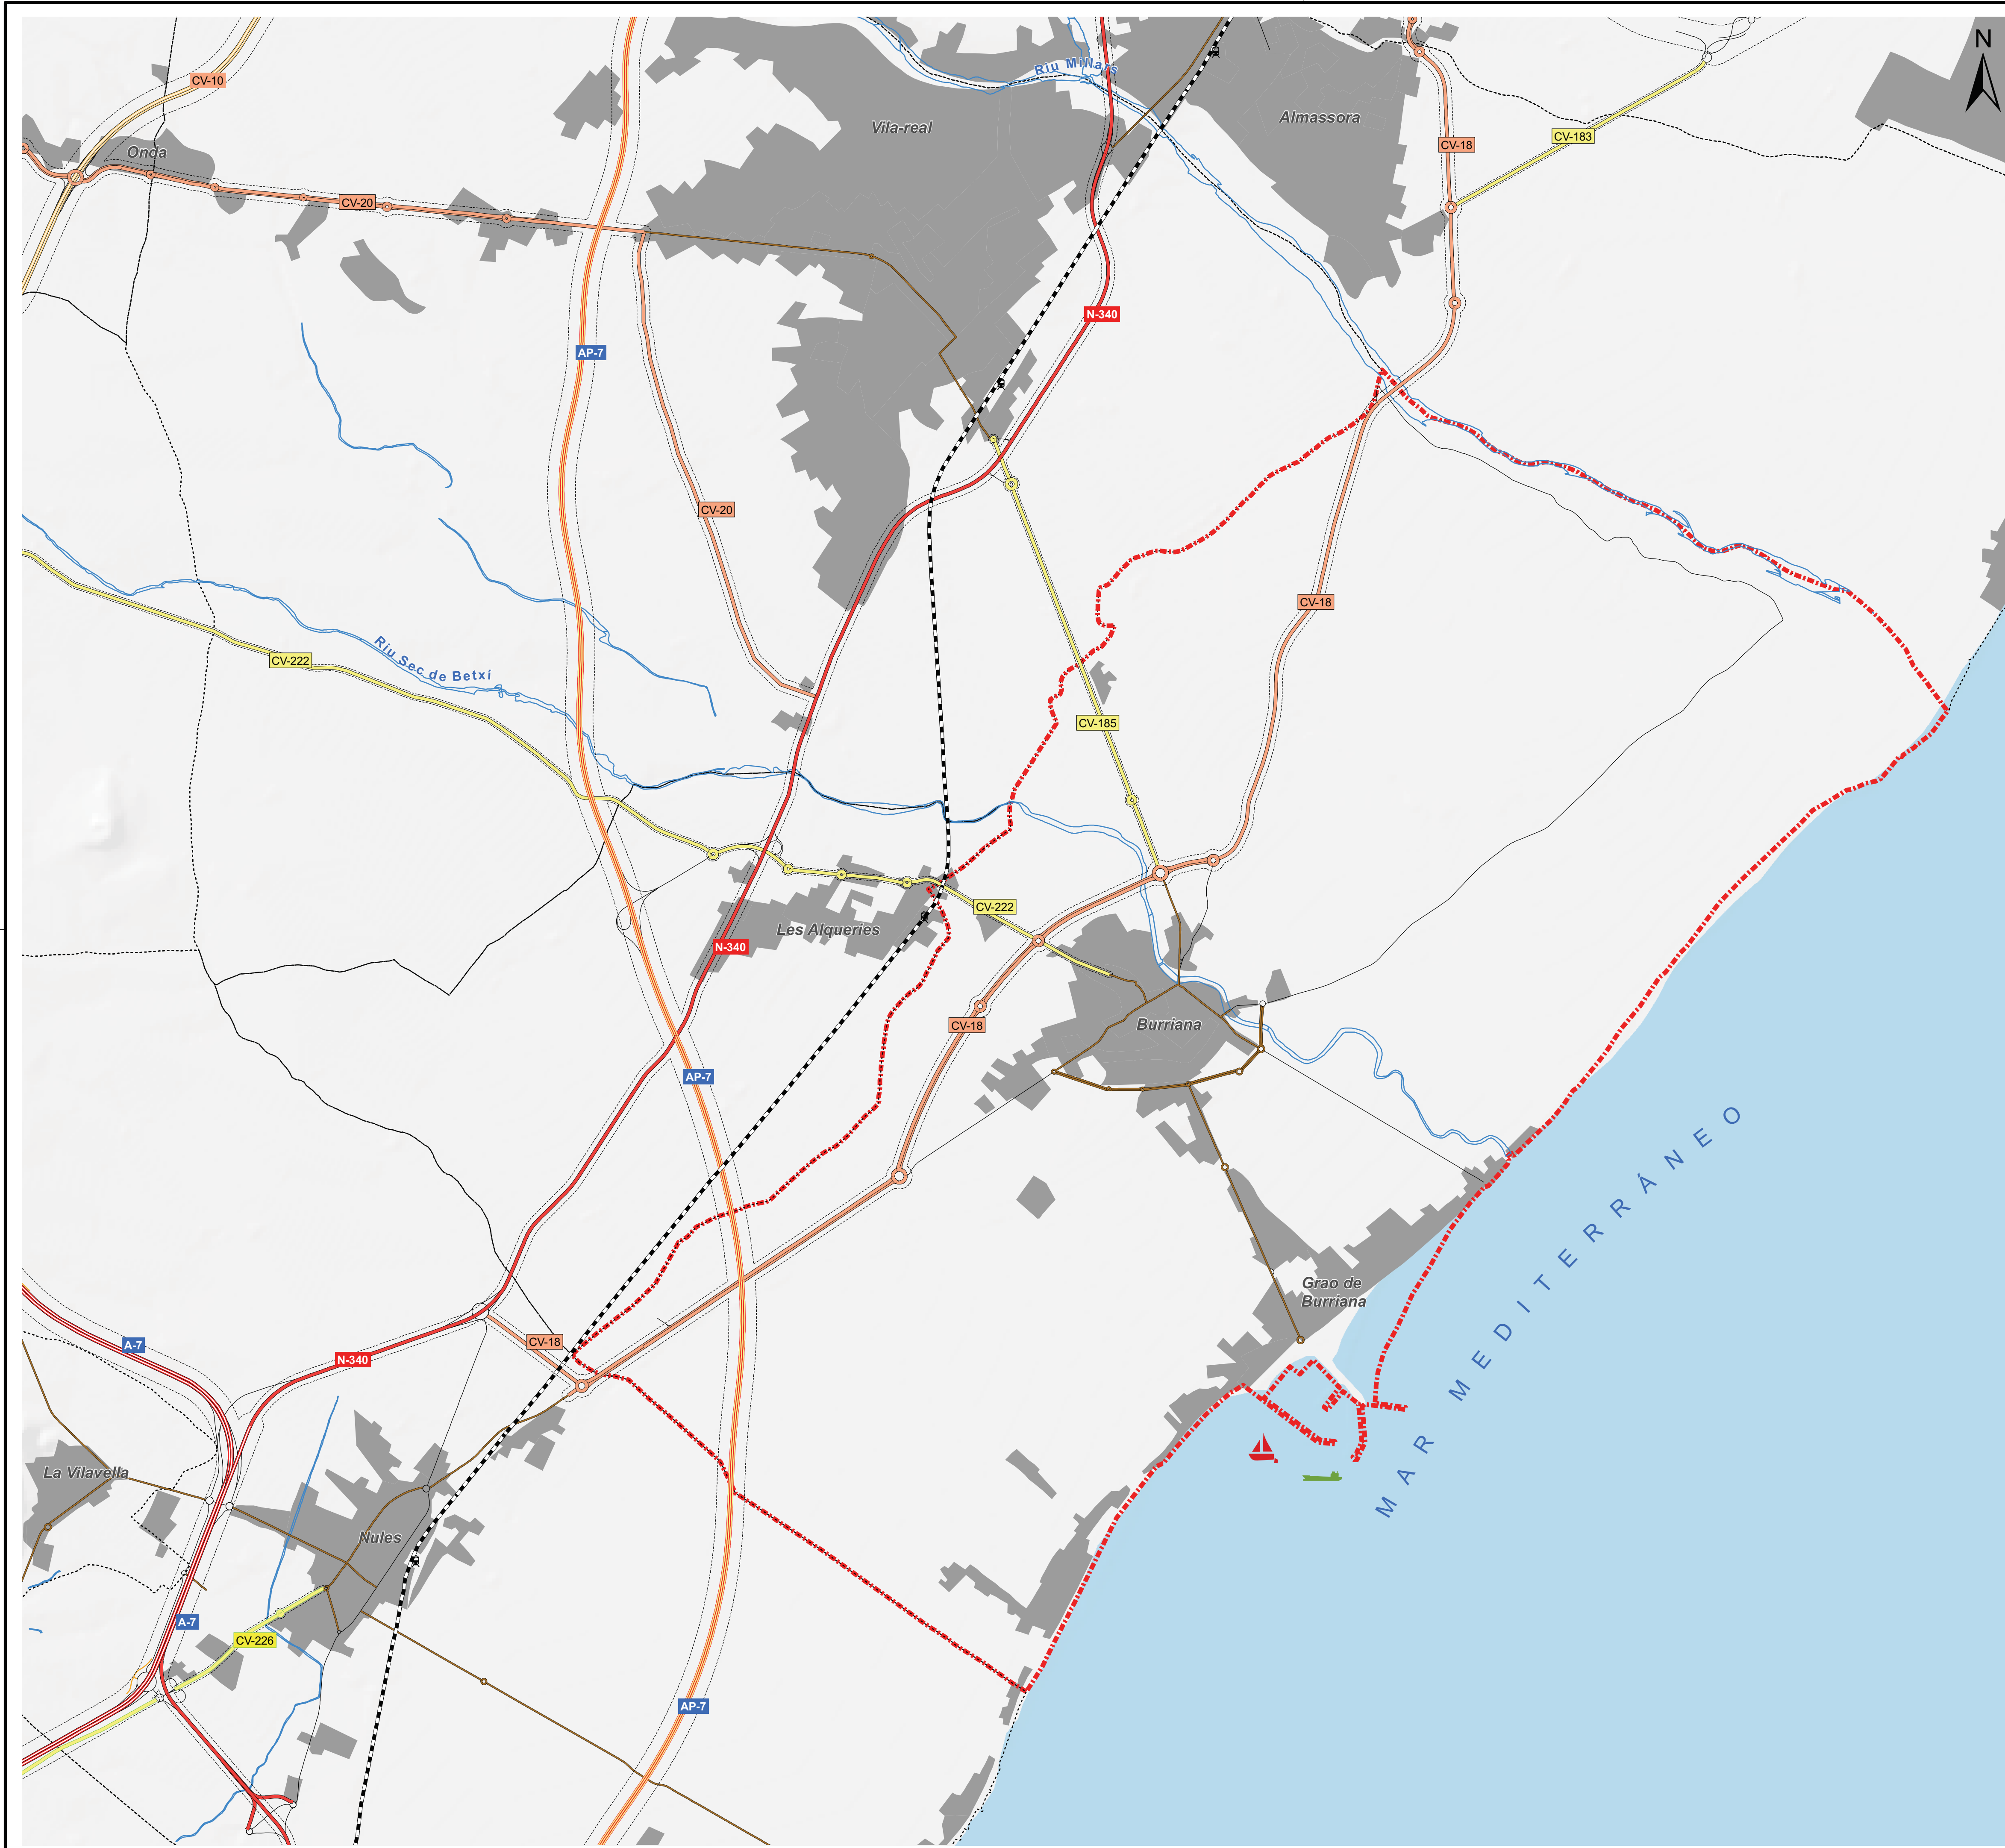 N
CV-10
Riu Millars
Vila-real
Almassora
CV-183
CV-18
Onda
CV-20
N-340
AP-7
CV-20
CV-18
CV-222
Riu Sec de Betxí
CV-185
CV-222
Les Alqueries
N-340
CV-18
Burriana
AP-7
MAR MEDITERRÁNEO
Grao de
Burriana
A-7
CV-18
N-340
La Vilavella
Nules
A-7
CV-226
AP-7